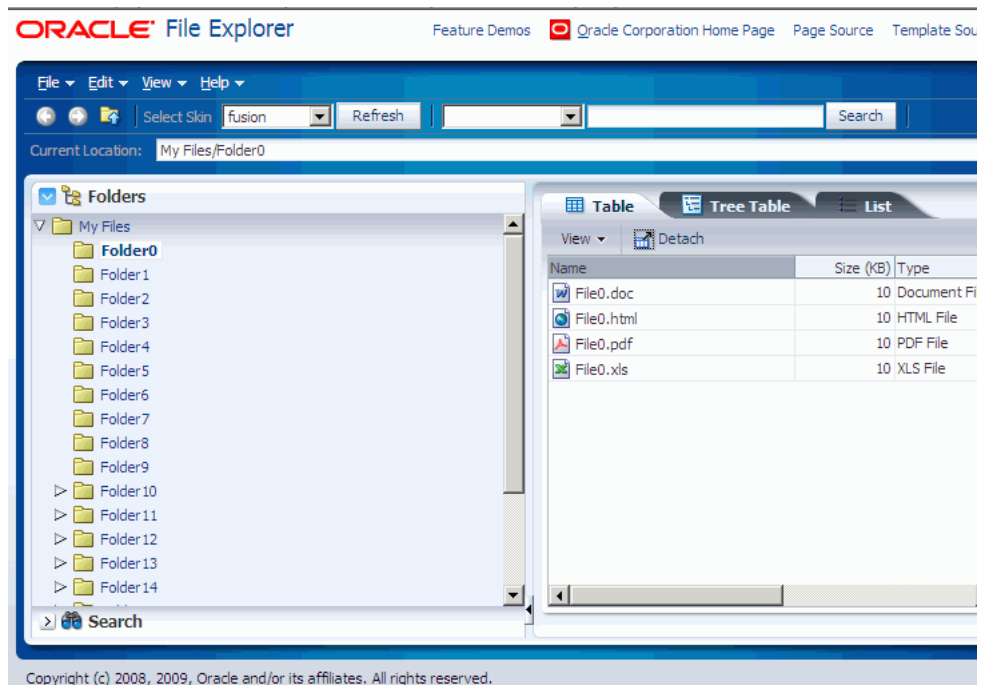 ORACLE File Explorer
Feature Demos Oracle Corporation Home Page Page Source Template Sou
File Edit View Help
Select Skin fusion Refresh Search
Current Location: My Files/Folder0
Folders
My Files
Folder0
Folder1
Folder2
Folder3
Folder4
Folder5
Folder6
Folder7
Folder8
Folder9
Folder10
Folder11
Folder12
Folder13
Folder14
Search
Table Tree Table List
View Detach
Name Size (KB) Type
File0.doc 10 Document Fi
File0.html 10 HTML File
File0.pdf 10 PDF File
File0.xls 10 XLS File
Copyright (c) 2008, 2009, Oracle and/or its affiliates. All rights reserved.